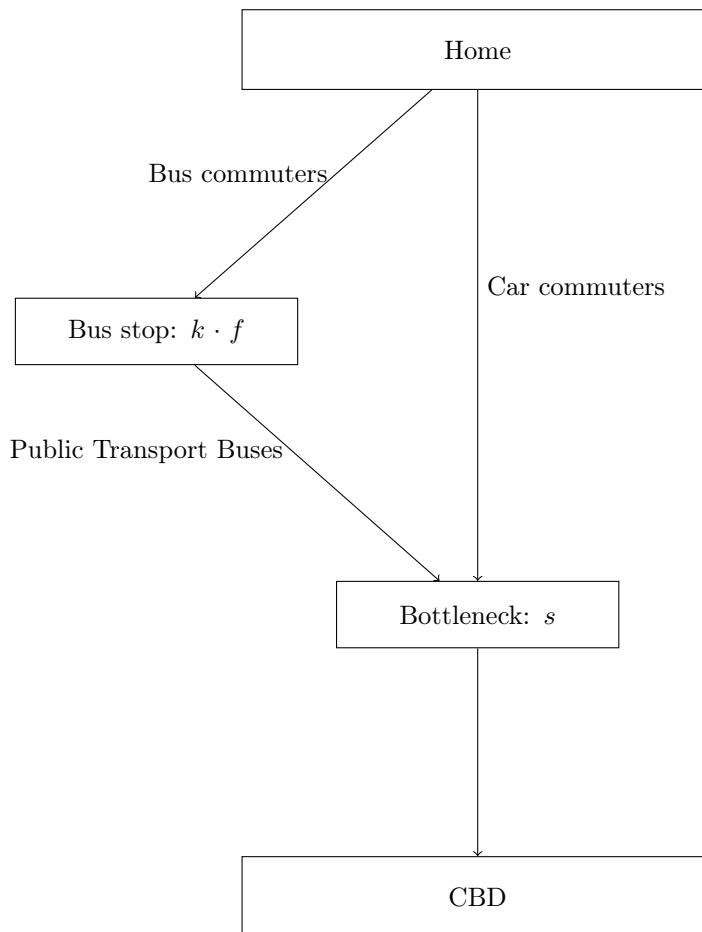 Home
Bus commuters
Car commuters
Bus stop: k · f
Public Transport Buses
Bottleneck: s
CBD